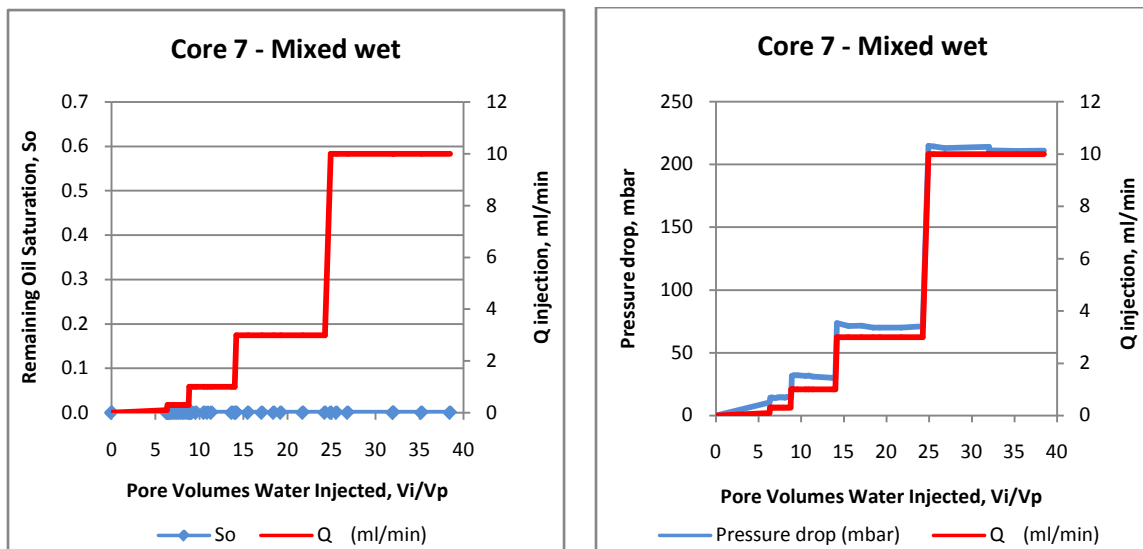 Core 7 - Mixed wet
Remaining Oil Saturation, So
0.7
0.6
0.5
0.4
0.3
0.2
0.1
0.0
12
10
8
6
4
2
0
Q injection, ml/min
0 5 10 15 20 25 30 35 40
Pore Volumes Water Injected, Vi/Vp
So Q (ml/min)
Core 7 - Mixed wet
Pressure drop, mbar
250
200
150
100
50
0
12
10
8
6
4
2
0
Q injection, ml/min
0 5 10 15 20 25 30 35 40
Pore Volumes Water Injected, Vi/Vp
Pressure drop (mbar) Q (ml/min)